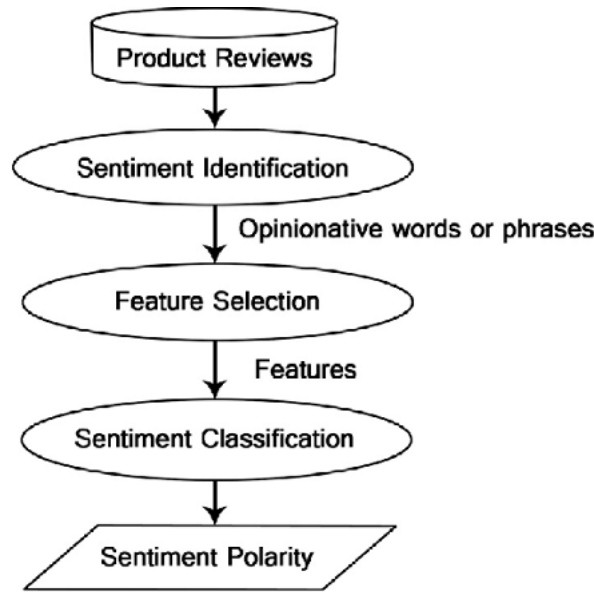 Product Reviews
Sentiment Identification
Opinionative words or phrases
Feature Selection
Features
Sentiment Classification
Sentiment Polarity